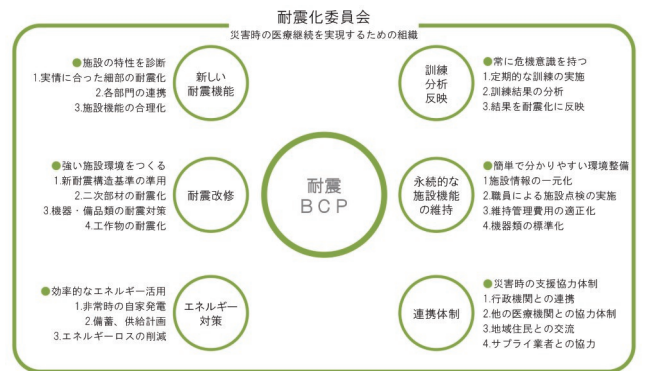 耐震化委員会
災害時の医療継続を実現するための組織
●施設の特性を診断
1.実情に合った細部の耐震化
2.各部門の連携
3.施設機能の合理化
新しい
耐震機能
●強い施設環境をつくる
1.新耐震構造基準の準用
2.二次部材の耐震化
3.機器・備品類の耐震対策
4.工作物の耐震化
耐震改修
●効率的なエネルギー活用
1.非常時の自家発電
2.備蓄、供給計画
3.エネルギーロスの削減
エネルギー
対策
耐震
BCP
訓練
分析
反映
●常に危機意識を持つ
1.定期的な訓練の実施
2.訓練結果の分析
3.結果を耐震化に反映
永続的な
施設機能
の維持
●簡単で分かりやすい環境整備
1施設情報の一元化
2.職員による施設点検の実施
3.維持管理費用の適正化
4.機器類の標準化
連携体制
●災害時の支援協力体制
1.行政機関との連携
2.他の医療機関との協力体制
3.地域住民との交流
4.サプライ業者との協力